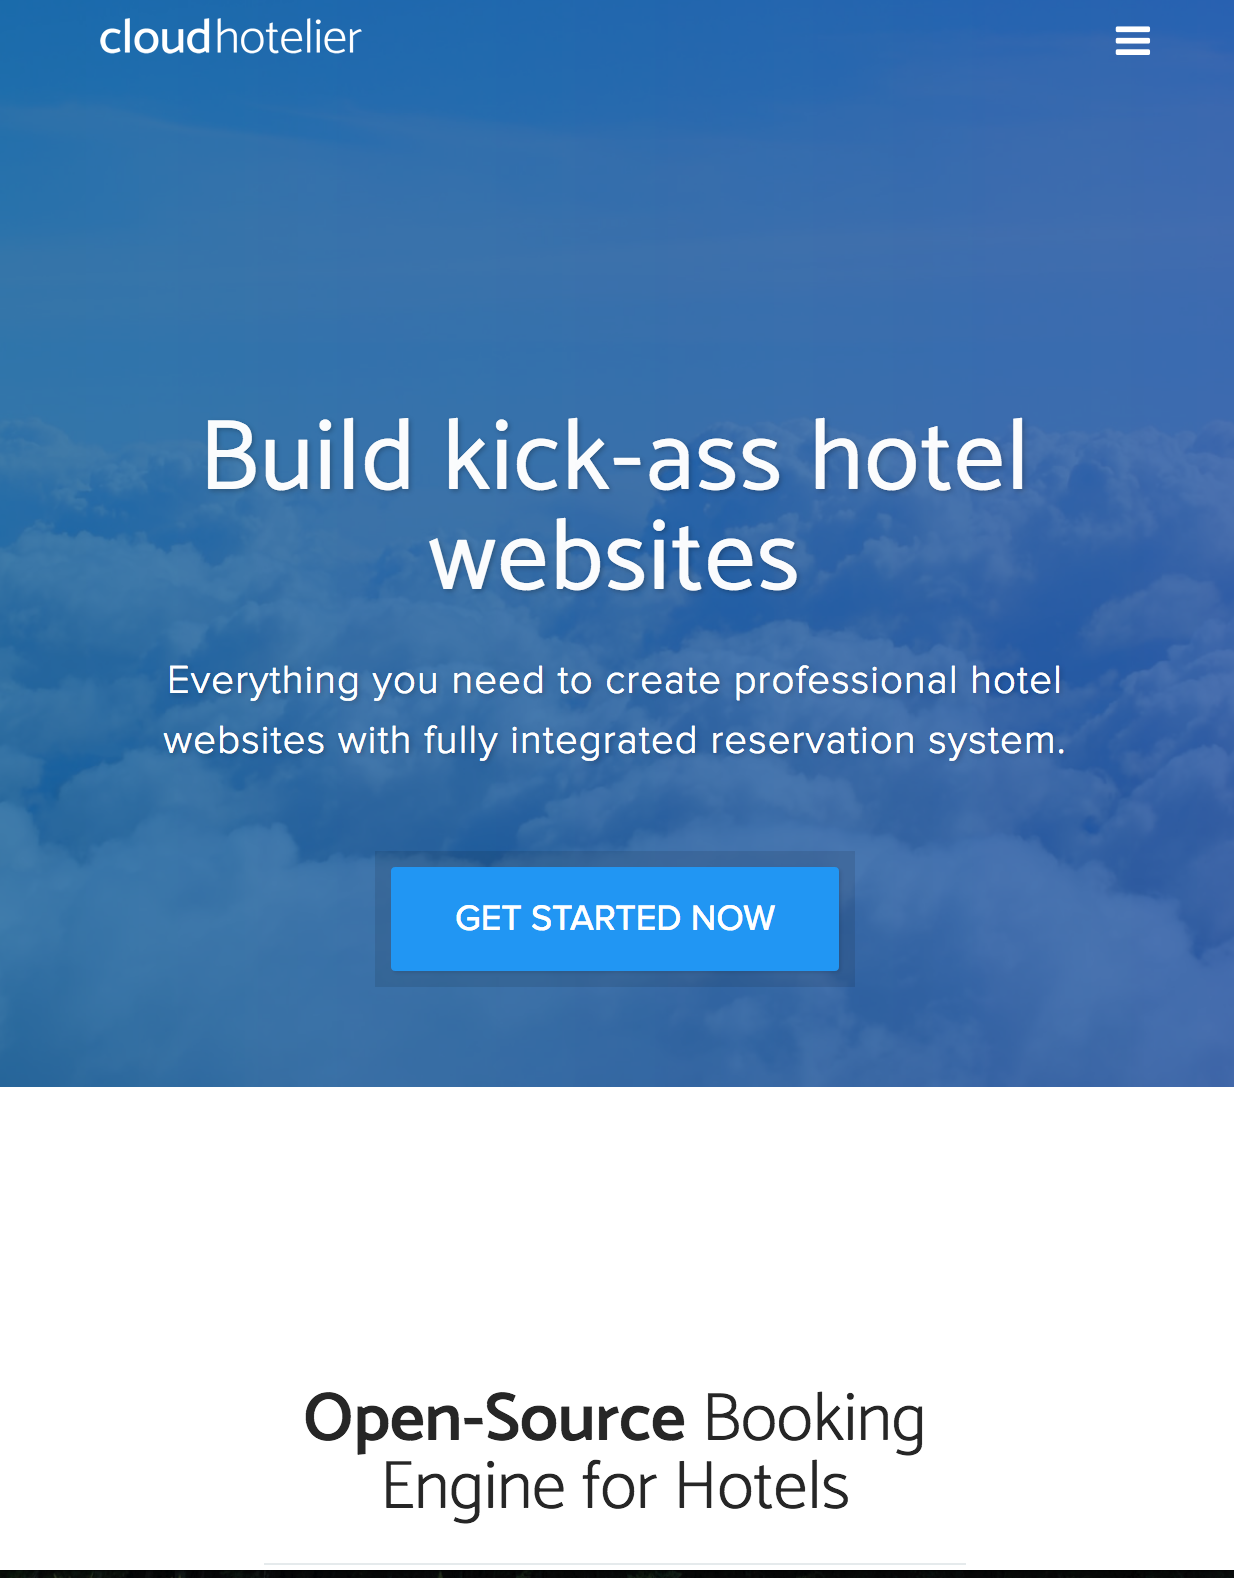 cloudhotelier
Build kick-ass hotel
websites
Everything you need to create professional hotel
websites with fully integrated reservation system.
GET STARTED NOW
Open-Source Booking
Engine for Hotels